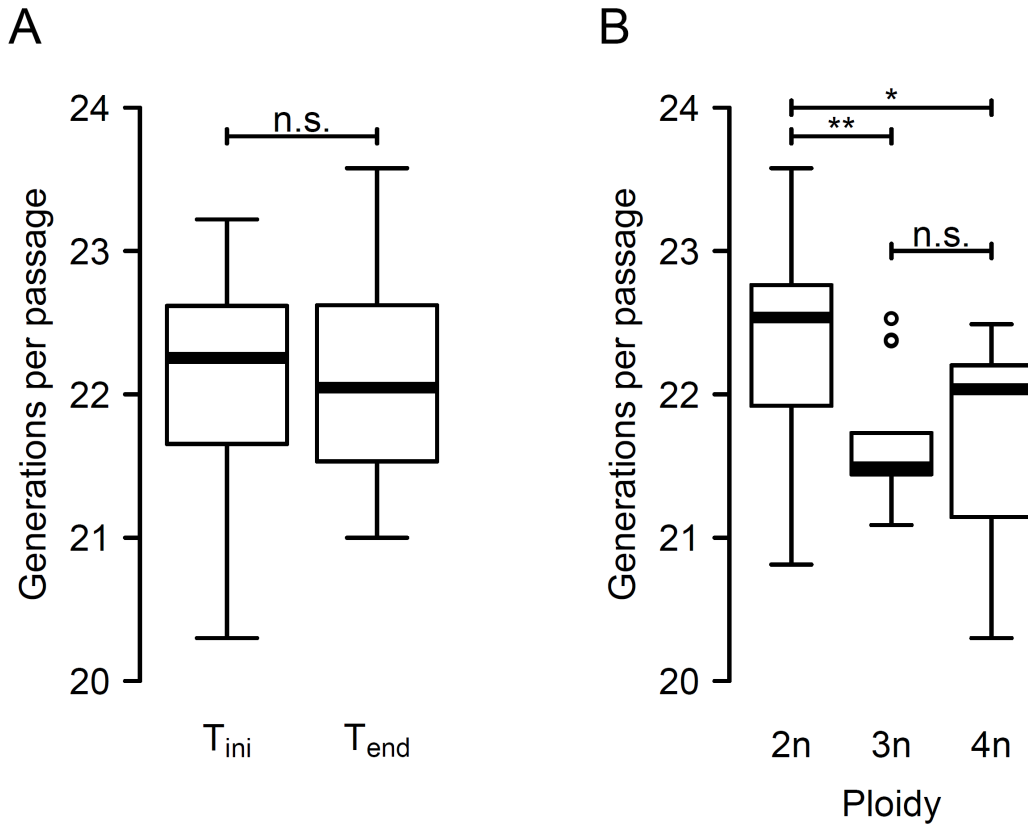 A
Generations per passage
24
23
22
21
20
n.s.
T_ini
T_end
B
Generations per passage
24
23
22
21
20
*
**
n.s.
2n
3n
4n
Ploidy